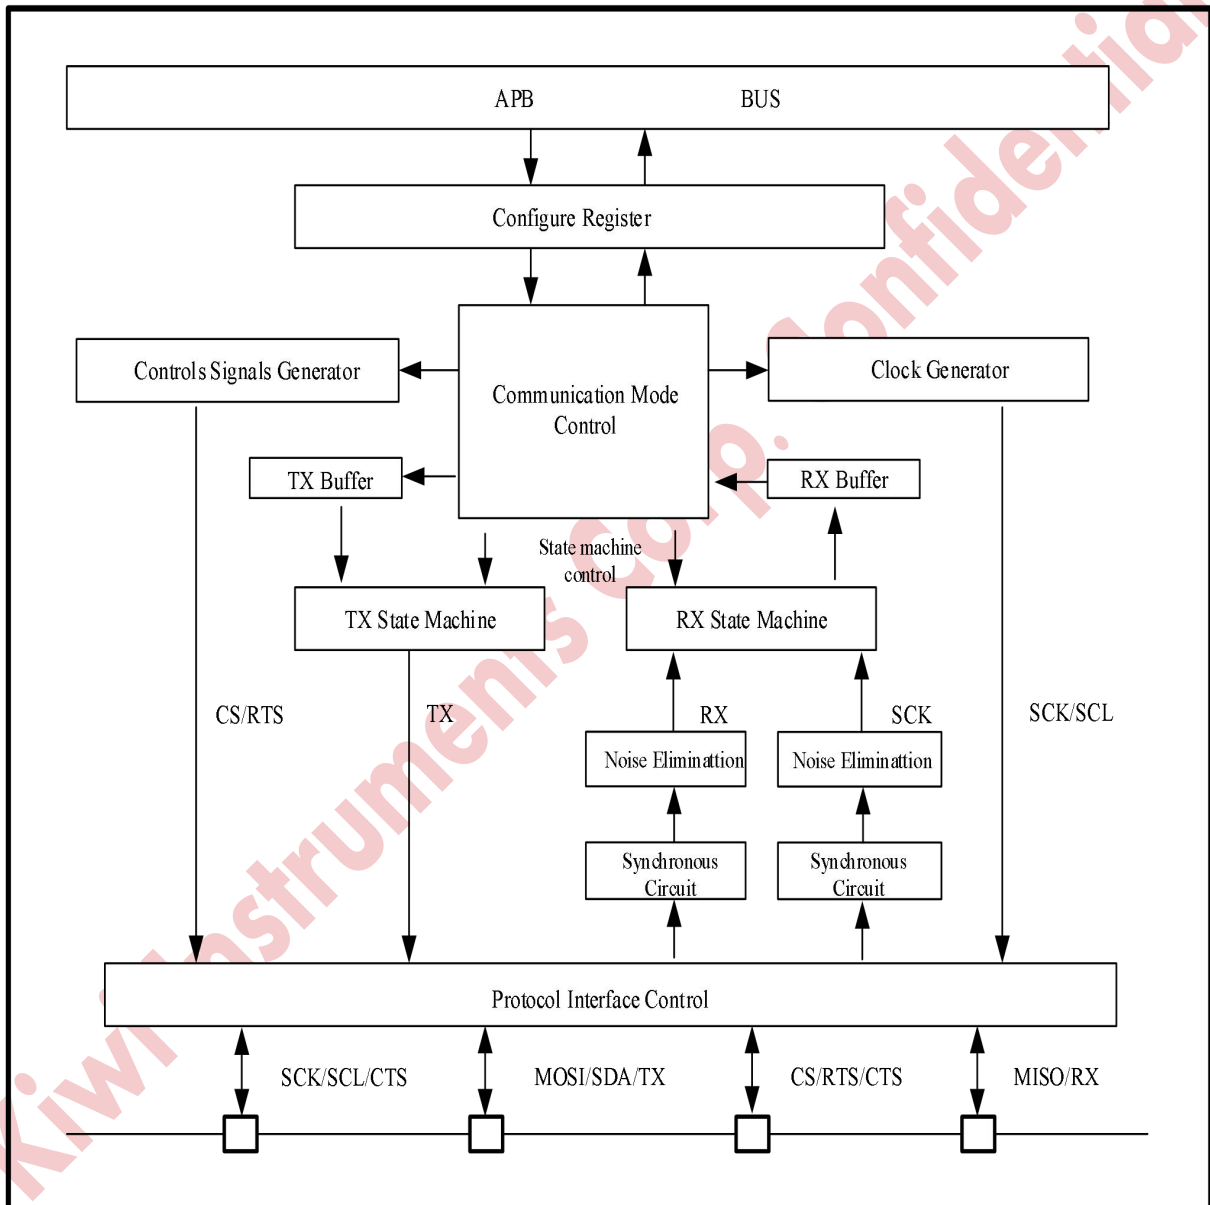 APB BUS
Configure Register
Controls Signals Generator
Communication Mode
Control
Clock Generator
TX Buffer
RX Buffer
State machine
control
TX State Machine
RX State Machine
CS/RTS
TX
RX
SCK
SCK/SCL
Noise Eliminattion
Noise Eliminattion
Synchronous
Circuit
Synchronous
Circuit
Protocol Interface Control
SCK/SCL/CTS
MOSI/SDA/TX
CS/RTS/CTS
MISO/RX
Kiwi Instruments Corp. Confidential